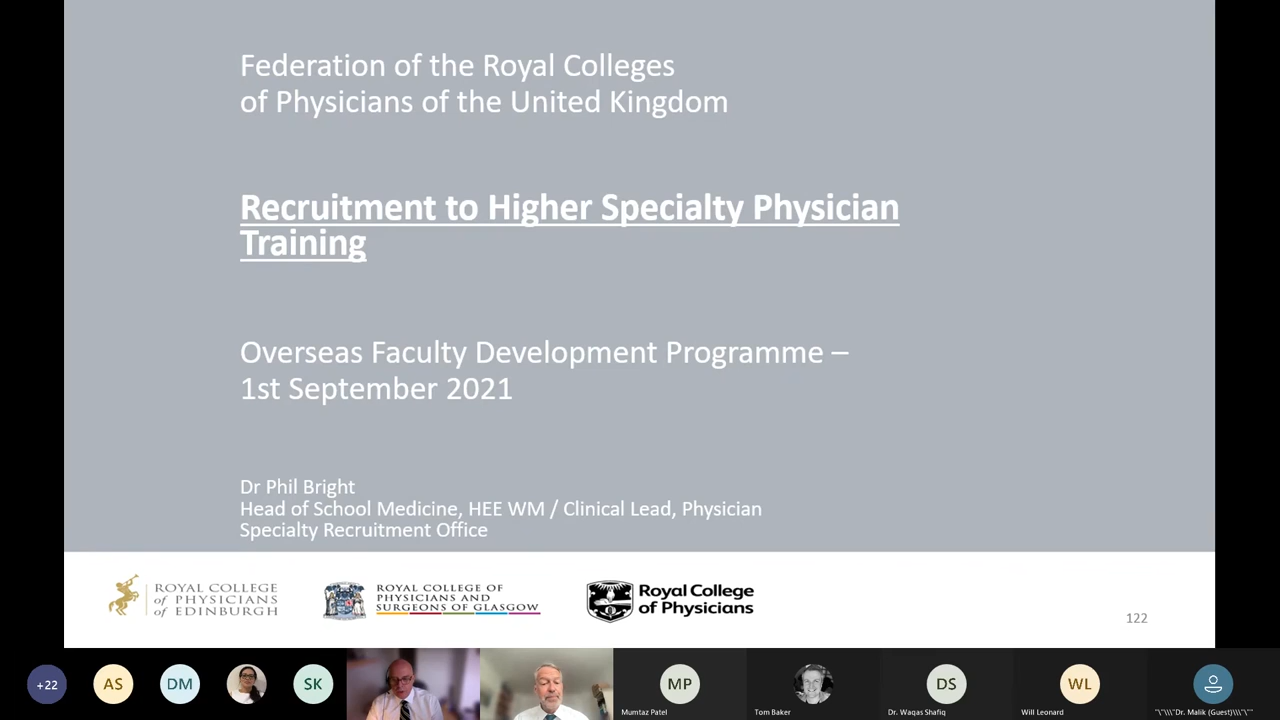 Federation of the Royal Colleges
of Physicians of the United Kingdom
Recruitment to Higher Specialty Physician
Training
Overseas Faculty Development Programme –
1st September 2021
Dr Phil Bright
Head of School Medicine, HEE WM / Clinical Lead, Physician
Specialty Recruitment Office
ROYAL COLLEGE
of PHYSICIANS
of EDINBURGH
ROYAL COLLEGE OF
PHYSICIANS AND
SURGEONS OF GLASGOW
Royal College
of Physicians
122
+22
AS
DM
SK
MP
DS
WL
Mumtaz Patel
Tom Baker
Dr. Waqas Shafiq
Will Leonard
"\"\\\"Dr. Malik (Guest)\\\"\""